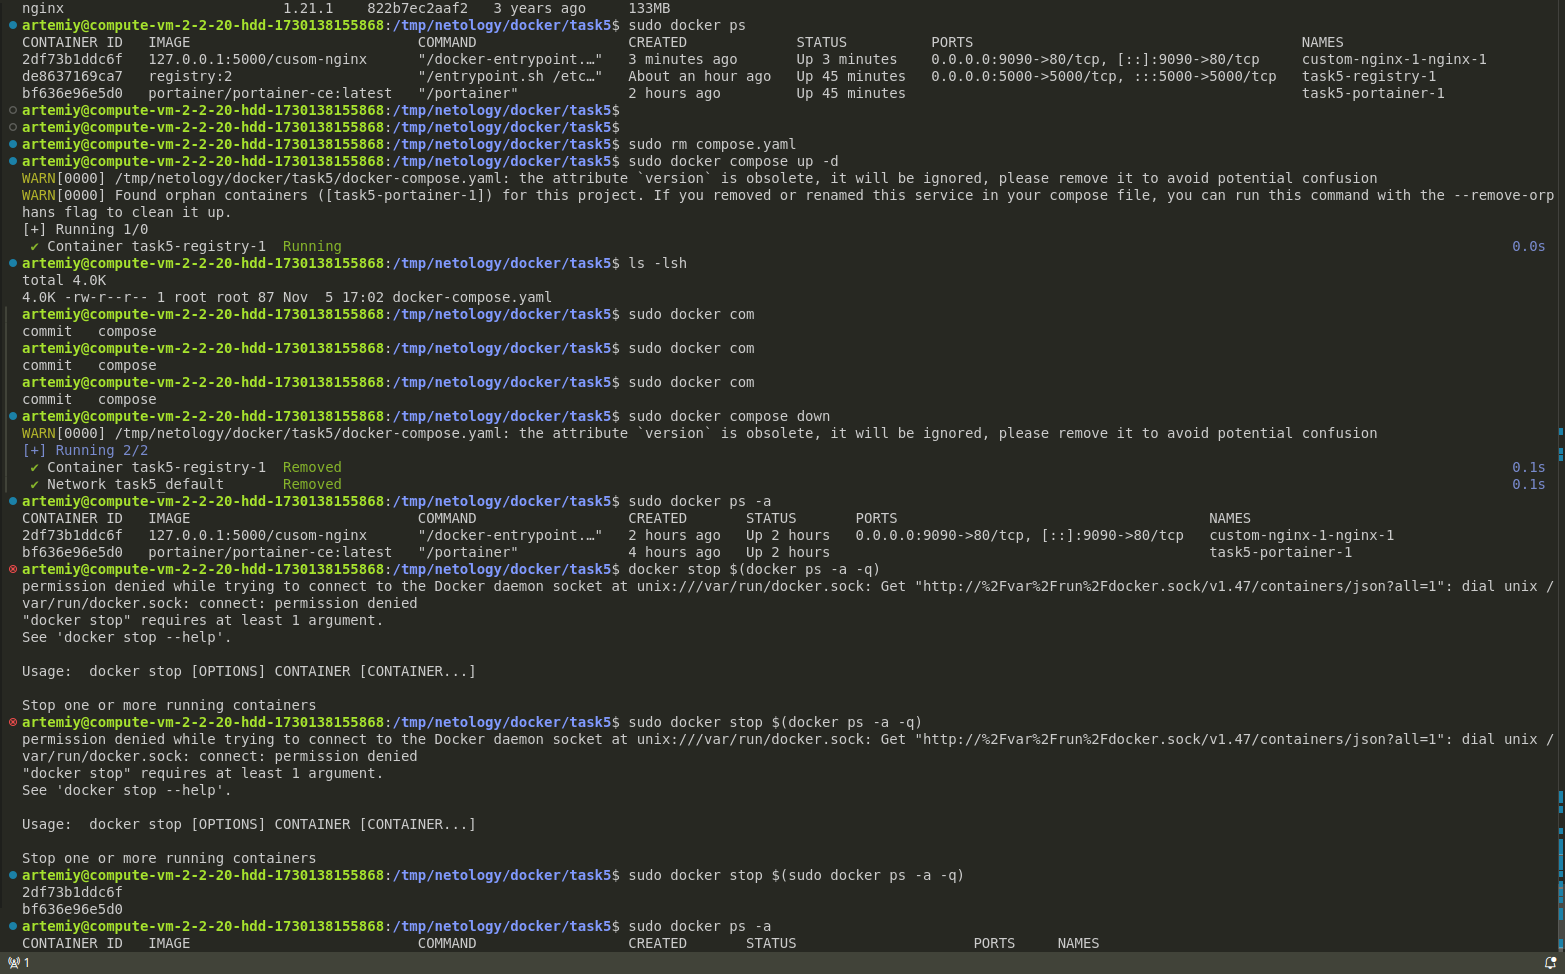 nginx                          1.21.1    822b7ec2aaf2   3 years ago     133MB
artemiy@compute-vm-2-2-20-hdd-1730138155868:/tmp/netology/docker/task5$ sudo docker ps
CONTAINER ID   IMAGE                           COMMAND                  CREATED             STATUS          PORTS                                       NAMES
2df73b1ddc6f   127.0.0.1:5000/cusom-nginx      "/docker-entrypoint.…"   3 minutes ago       Up 3 minutes    0.0.0.0:9090->80/tcp, [::]:9090->80/tcp     custom-nginx-1-nginx-1
de8637169ca7   registry:2                      "/entrypoint.sh /etc…"   About an hour ago   Up 45 minutes   0.0.0.0:5000->5000/tcp, :::5000->5000/tcp   task5-registry-1
bf636e96e5d0   portainer/portainer-ce:latest   "/portainer"             2 hours ago         Up 45 minutes                                               task5-portainer-1
artemiy@compute-vm-2-2-20-hdd-1730138155868:/tmp/netology/docker/task5$
artemiy@compute-vm-2-2-20-hdd-1730138155868:/tmp/netology/docker/task5$
artemiy@compute-vm-2-2-20-hdd-1730138155868:/tmp/netology/docker/task5$ sudo rm compose.yaml
artemiy@compute-vm-2-2-20-hdd-1730138155868:/tmp/netology/docker/task5$ sudo docker compose up -d
WARN[0000] /tmp/netology/docker/task5/docker-compose.yaml: the attribute `version` is obsolete, it will be ignored, please remove it to avoid potential confusion
WARN[0000] Found orphan containers ([task5-portainer-1]) for this project. If you removed or renamed this service in your compose file, you can run this command with the --remove-orp
hans flag to clean it up.
[+] Running 1/0
✔ Container task5-registry-1  Running 0.0s
artemiy@compute-vm-2-2-20-hdd-1730138155868:/tmp/netology/docker/task5$ ls -lsh
total 4.0K
4.0K -rw-r--r-- 1 root root 87 Nov  5 17:02 docker-compose.yaml
artemiy@compute-vm-2-2-20-hdd-1730138155868:/tmp/netology/docker/task5$ sudo docker com
commit   compose
artemiy@compute-vm-2-2-20-hdd-1730138155868:/tmp/netology/docker/task5$ sudo docker com
commit   compose
artemiy@compute-vm-2-2-20-hdd-1730138155868:/tmp/netology/docker/task5$ sudo docker com
commit   compose
artemiy@compute-vm-2-2-20-hdd-1730138155868:/tmp/netology/docker/task5$ sudo docker compose down
WARN[0000] /tmp/netology/docker/task5/docker-compose.yaml: the attribute `version` is obsolete, it will be ignored, please remove it to avoid potential confusion
[+] Running 2/2
✔ Container task5-registry-1  Removed 0.1s
✔ Network task5_default       Removed 0.1s
artemiy@compute-vm-2-2-20-hdd-1730138155868:/tmp/netology/docker/task5$ sudo docker ps -a
CONTAINER ID   IMAGE                           COMMAND                  CREATED       STATUS       PORTS                                     NAMES
2df73b1ddc6f   127.0.0.1:5000/cusom-nginx      "/docker-entrypoint.…"   2 hours ago   Up 2 hours   0.0.0.0:9090->80/tcp, [::]:9090->80/tcp   custom-nginx-1-nginx-1
bf636e96e5d0   portainer/portainer-ce:latest   "/portainer"             4 hours ago   Up 2 hours                                             task5-portainer-1
artemiy@compute-vm-2-2-20-hdd-1730138155868:/tmp/netology/docker/task5$ docker stop $(docker ps -a -q)
permission denied while trying to connect to the Docker daemon socket at unix:///var/run/docker.sock: Get "http://%2Fvar%2Frun%2Fdocker.sock/v1.47/containers/json?all=1": dial unix /
var/run/docker.sock: connect: permission denied
"docker stop" requires at least 1 argument.
See 'docker stop --help'.
Usage:  docker stop [OPTIONS] CONTAINER [CONTAINER...]
Stop one or more running containers
artemiy@compute-vm-2-2-20-hdd-1730138155868:/tmp/netology/docker/task5$ sudo docker stop $(docker ps -a -q)
permission denied while trying to connect to the Docker daemon socket at unix:///var/run/docker.sock: Get "http://%2Fvar%2Frun%2Fdocker.sock/v1.47/containers/json?all=1": dial unix /
var/run/docker.sock: connect: permission denied
"docker stop" requires at least 1 argument.
See 'docker stop --help'.
Usage:  docker stop [OPTIONS] CONTAINER [CONTAINER...]
Stop one or more running containers
artemiy@compute-vm-2-2-20-hdd-1730138155868:/tmp/netology/docker/task5$ sudo docker stop $(sudo docker ps -a -q)
2df73b1ddc6f
bf636e96e5d0
artemiy@compute-vm-2-2-20-hdd-1730138155868:/tmp/netology/docker/task5$ sudo docker ps -a
CONTAINER ID   IMAGE                           COMMAND                  CREATED       STATUS                     PORTS     NAMES
1